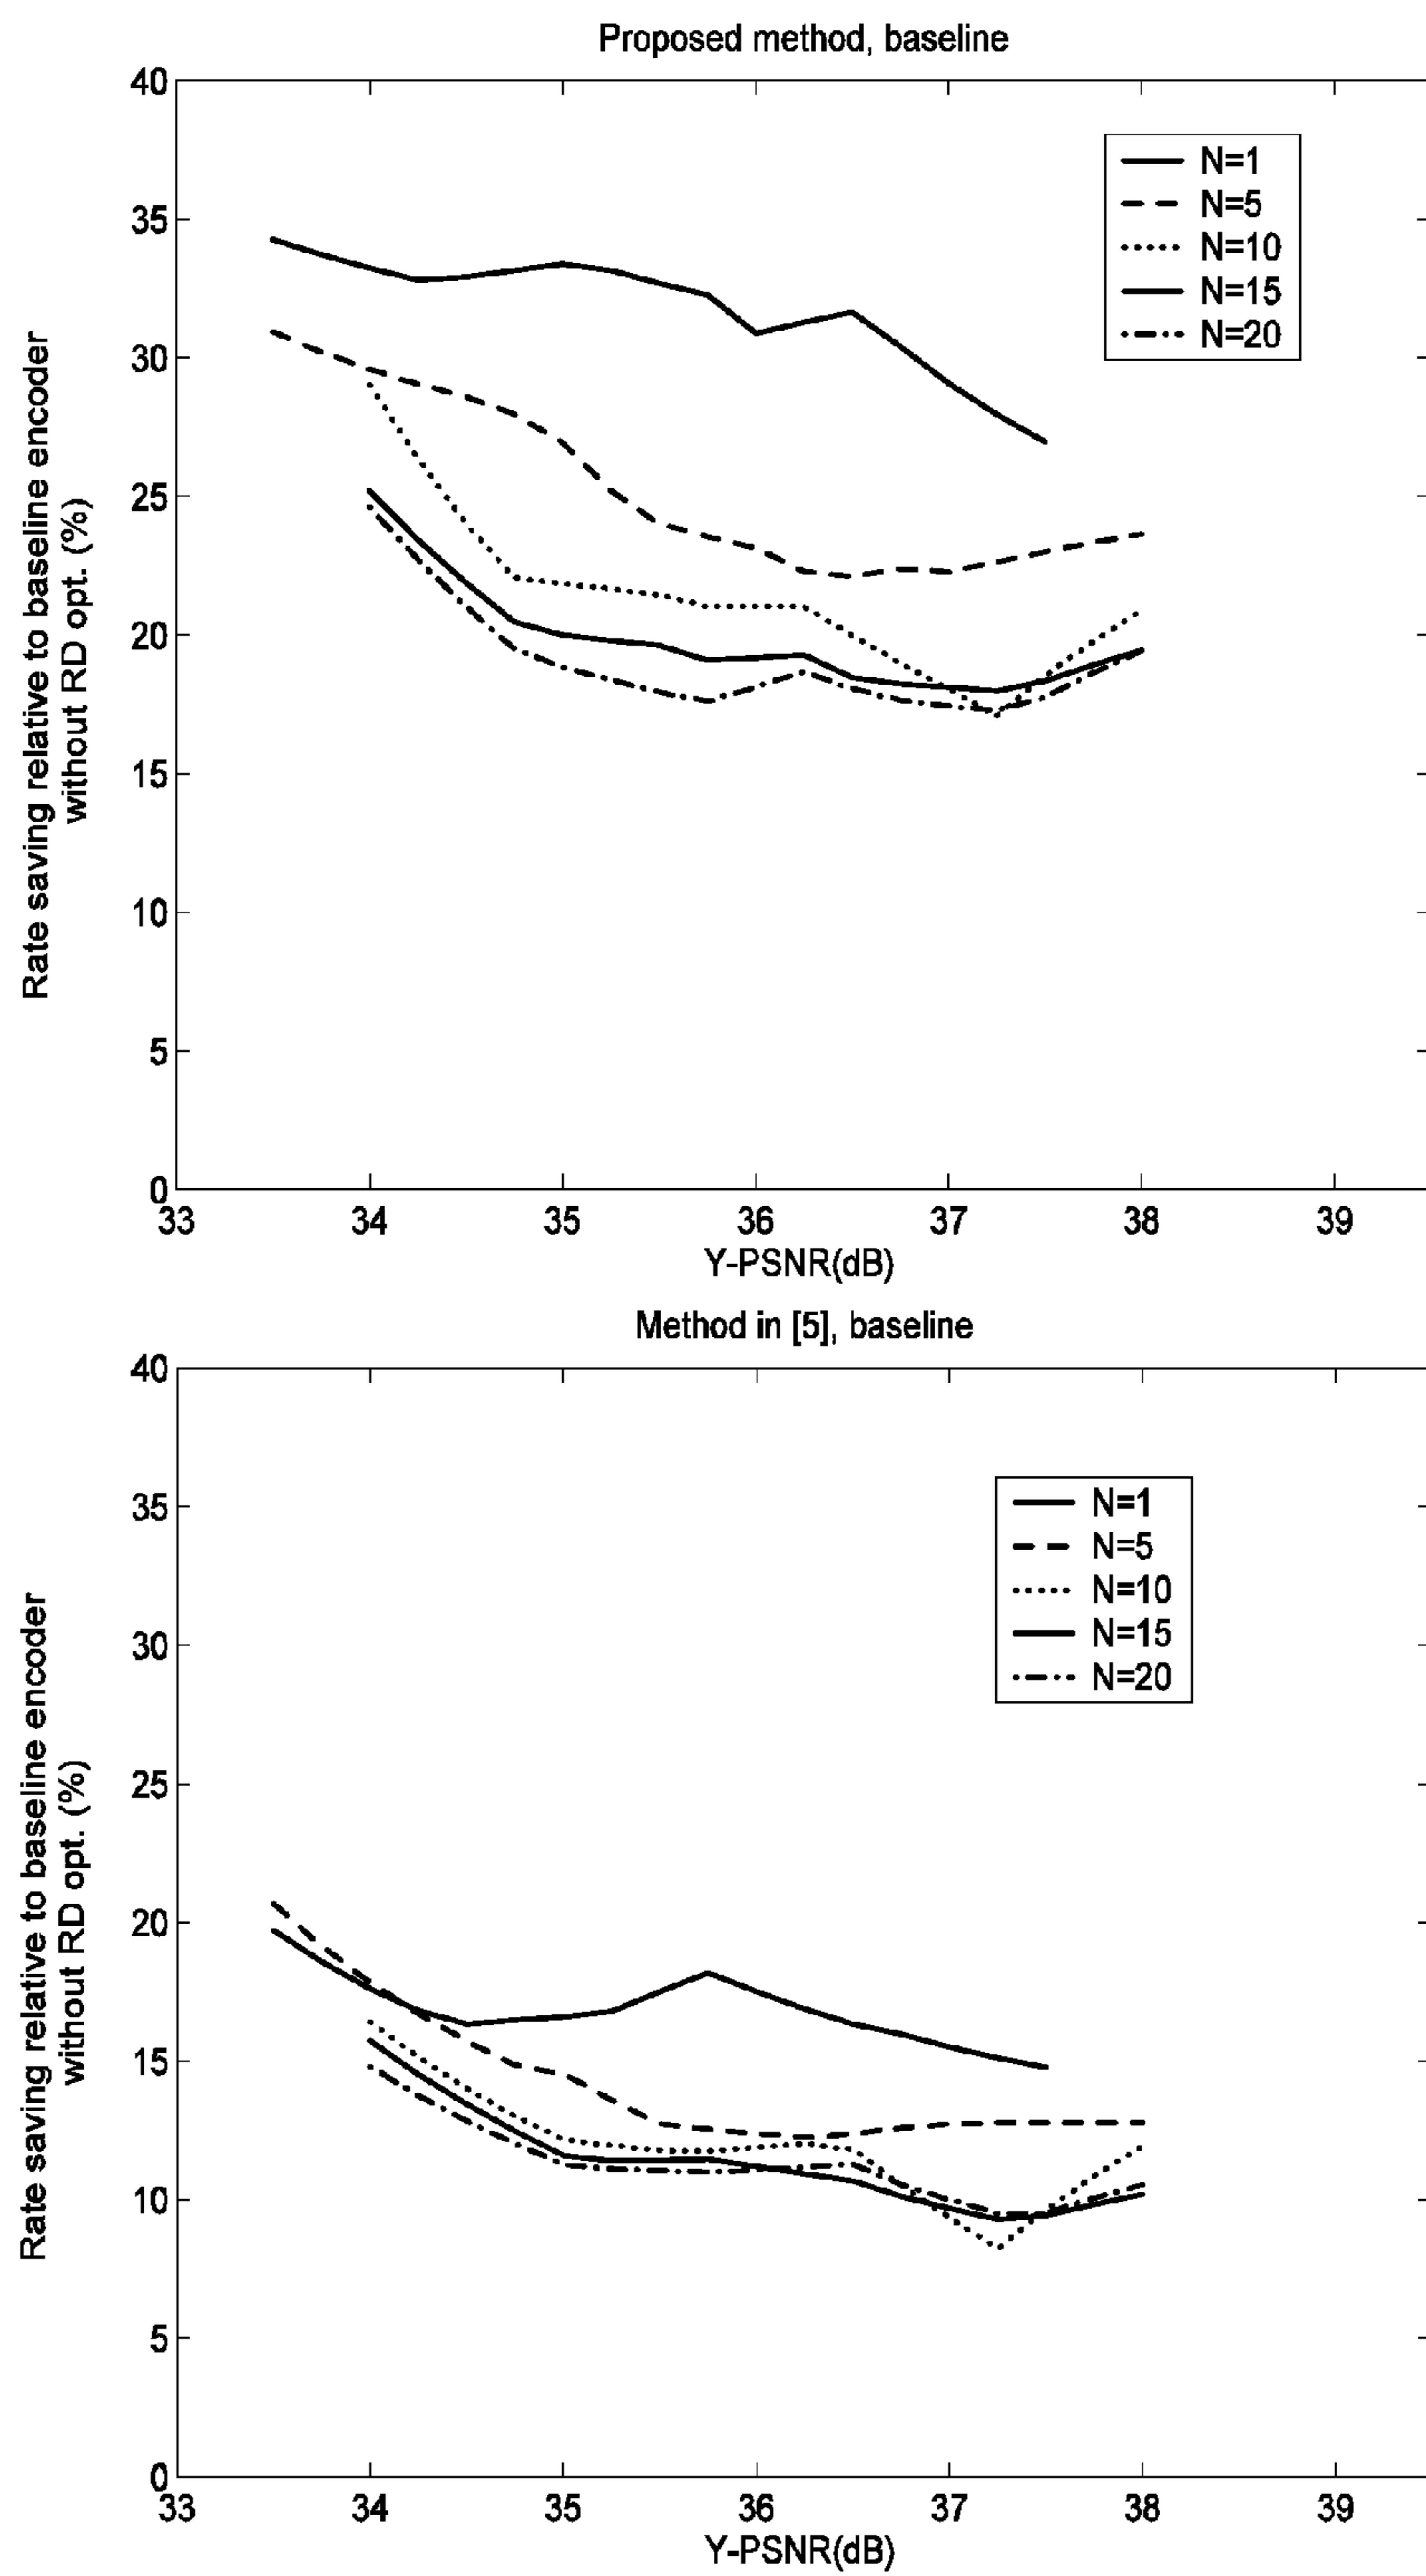 Proposed method, baseline
40
35
30
25
20
15
10
5
0
Rate saving relative to baseline encoder
without RD opt. (%)
N=1
N=5
N=10
N=15
N=20
33 34 35 36 37 38 39
Y-PSNR(dB)
Method in [5], baseline
40
35
30
25
20
15
10
5
0
Rate saving relative to baseline encoder
without RD opt. (%)
N=1
N=5
N=10
N=15
N=20
33 34 35 36 37 38 39
Y-PSNR(dB)